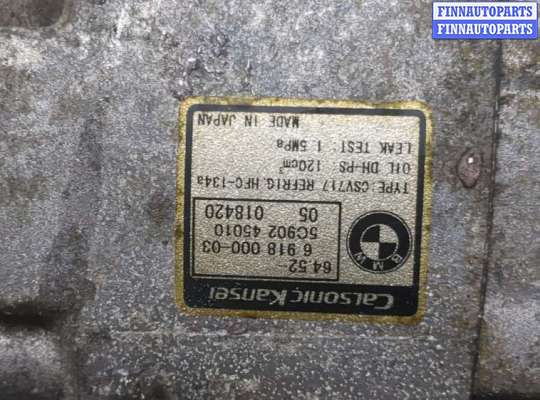 FINNAUTOPARTS
FINNAUTOPARTS
Calsonic Kansei
BMW
64.52-
6 918 000-03
5C902 45010
05 018420
TYPE:CSV717 REFRIG.HFC-134a
OIL DH-PS 120cm³
LEAK TEST: 1.5MPa
MADE IN JAPAN